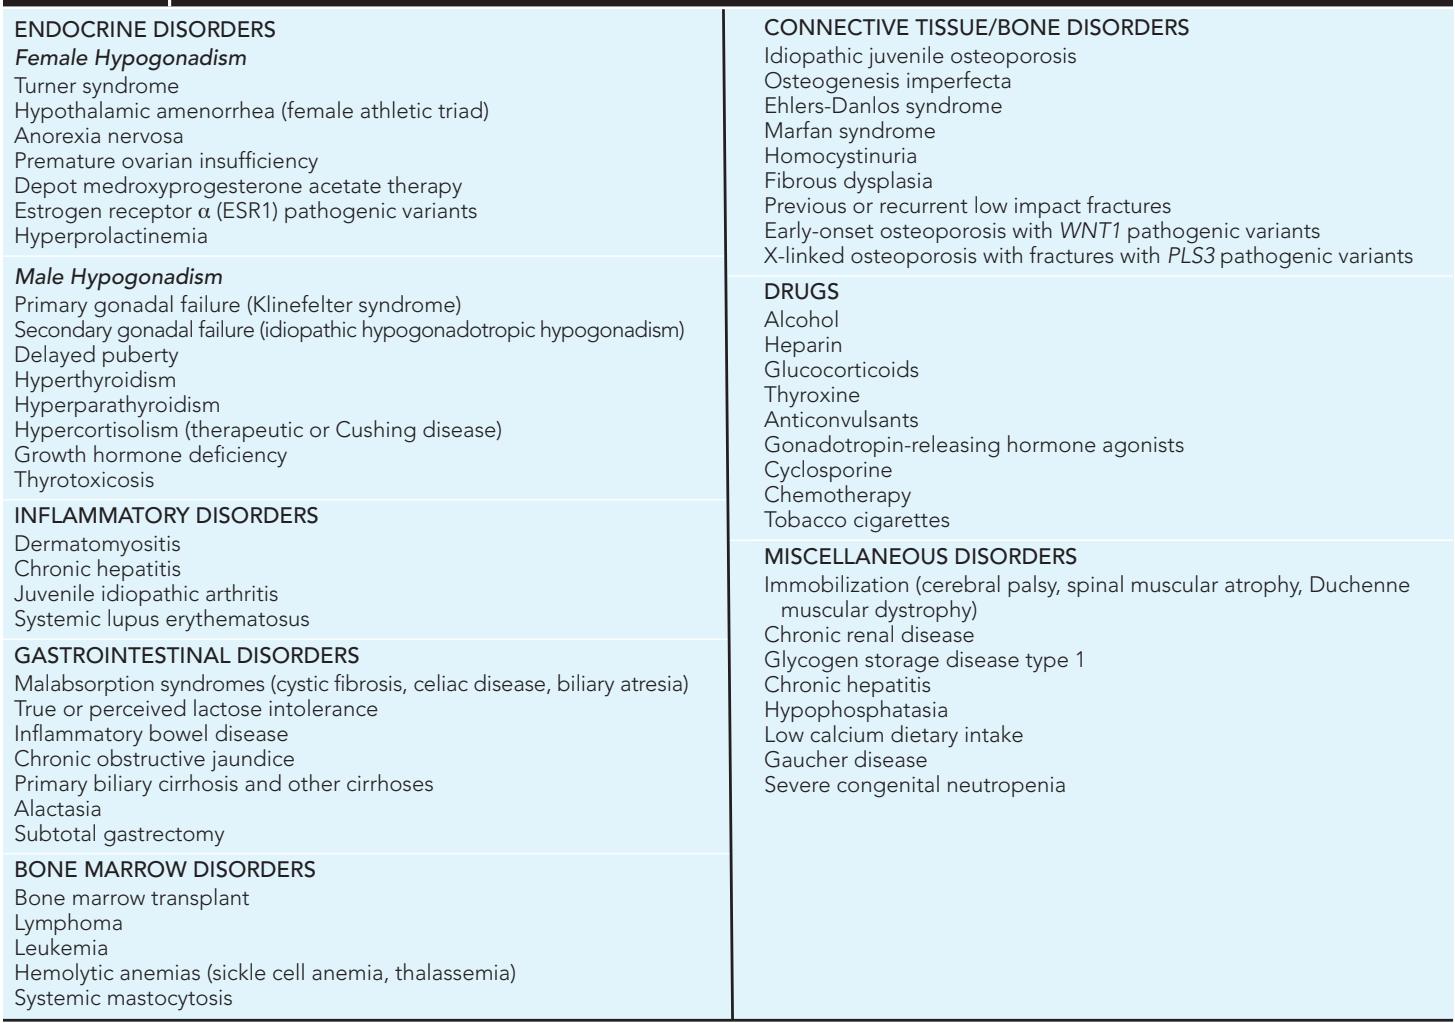 ENDOCRINE DISORDERS
Female Hypogonadism
Turner syndrome
Hypothalamic amenorrhea (female athletic triad)
Anorexia nervosa
Premature ovarian insufficiency
Depot medroxyprogesterone acetate therapy
Estrogen receptor α (ESR1) pathogenic variants
Hyperprolactinemia
Male Hypogonadism
Primary gonadal failure (Klinefelter syndrome)
Secondary gonadal failure (idiopathic hypogonadotropic hypogonadism)
Delayed puberty
Hyperthyroidism
Hyperparathyroidism
Hypercortisolism (therapeutic or Cushing disease)
Growth hormone deficiency
Thyrotoxicosis
INFLAMMATORY DISORDERS
Dermatomyositis
Chronic hepatitis
Juvenile idiopathic arthritis
Systemic lupus erythematosus
GASTROINTESTINAL DISORDERS
Malabsorption syndromes (cystic fibrosis, celiac disease, biliary atresia)
True or perceived lactose intolerance
Inflammatory bowel disease
Chronic obstructive jaundice
Primary biliary cirrhosis and other cirrhoses
Alactasia
Subtotal gastrectomy
BONE MARROW DISORDERS
Bone marrow transplant
Lymphoma
Leukemia
Hemolytic anemias (sickle cell anemia, thalassemia)
Systemic mastocytosis
CONNECTIVE TISSUE/BONE DISORDERS
Idiopathic juvenile osteoporosis
Osteogenesis imperfecta
Ehlers-Danlos syndrome
Marfan syndrome
Homocystinuria
Fibrous dysplasia
Previous or recurrent low impact fractures
Early-onset osteoporosis with WNT1 pathogenic variants
X-linked osteoporosis with fractures with PLS3 pathogenic variants
DRUGS
Alcohol
Heparin
Glucocorticoids
Thyroxine
Anticonvulsants
Gonadotropin-releasing hormone agonists
Cyclosporine
Chemotherapy
Tobacco cigarettes
MISCELLANEOUS DISORDERS
Immobilization (cerebral palsy, spinal muscular atrophy, Duchenne
muscular dystrophy)
Chronic renal disease
Glycogen storage disease type 1
Chronic hepatitis
Hypophosphatasia
Low calcium dietary intake
Gaucher disease
Severe congenital neutropenia